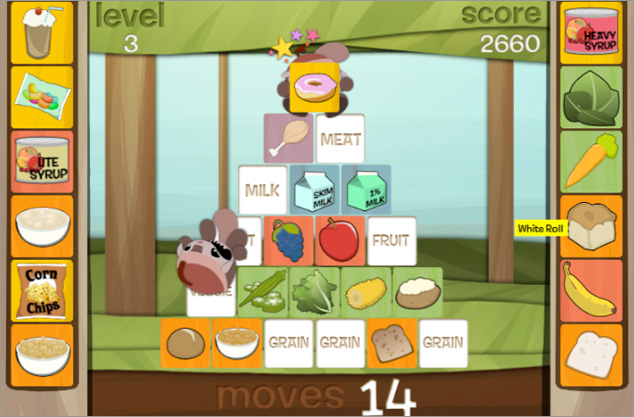 level
3
score
2660
HEAVY
SYRUP
MEAT
MILK
SKIM
MILK
1%
MILK
LITE
SYRUP
White Roll
FRUIT
Corn
Chips
GRAIN
GRAIN
GRAIN
moves 14